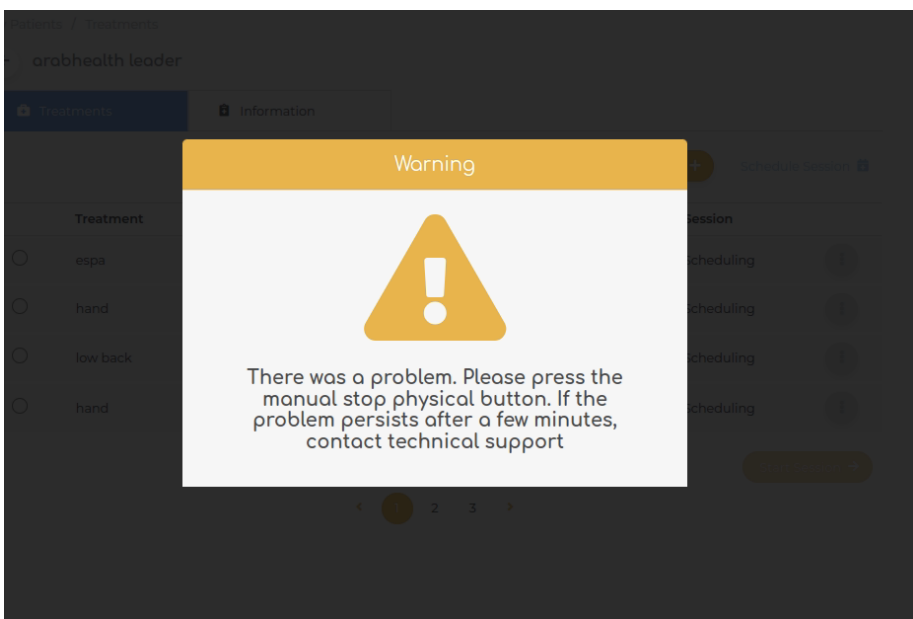 Patients / Treatments
arabhealth leader
Treatments
Information
Warning
+ Schedule Session
Treatment
Session
espa
Scheduling
hand
Scheduling
low back
Scheduling
hand
Scheduling
There was a problem. Please press the
manual stop physical button. If the
problem persists after a few minutes,
contact technical support
< 1 2 3 >